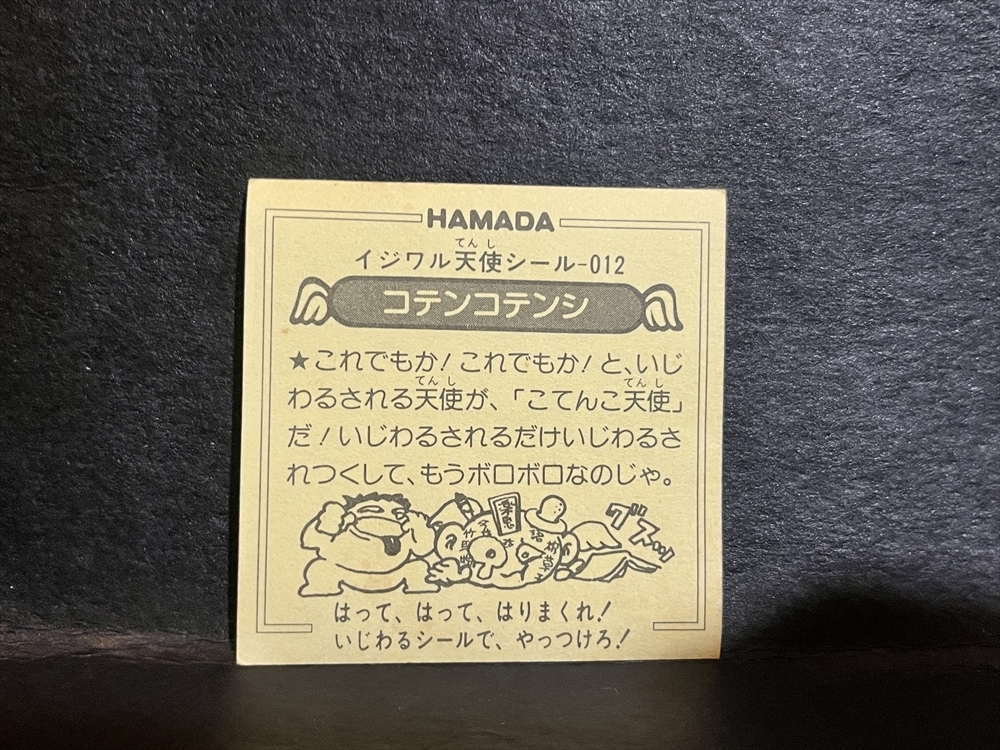 HAMADA
てんし
イジワル天使シール-012
コテンコテンシ
★これでもか!これでもか!と、いじ
てんし てんし
わるされる天使が、「こてんこ天使」
だ!いじわるされるだけいじわるさ
れつくして、もうボロボロなのじゃ。
グスッ
はって、はって、はりまくれ!
いじわるシールで、やっつけろ!